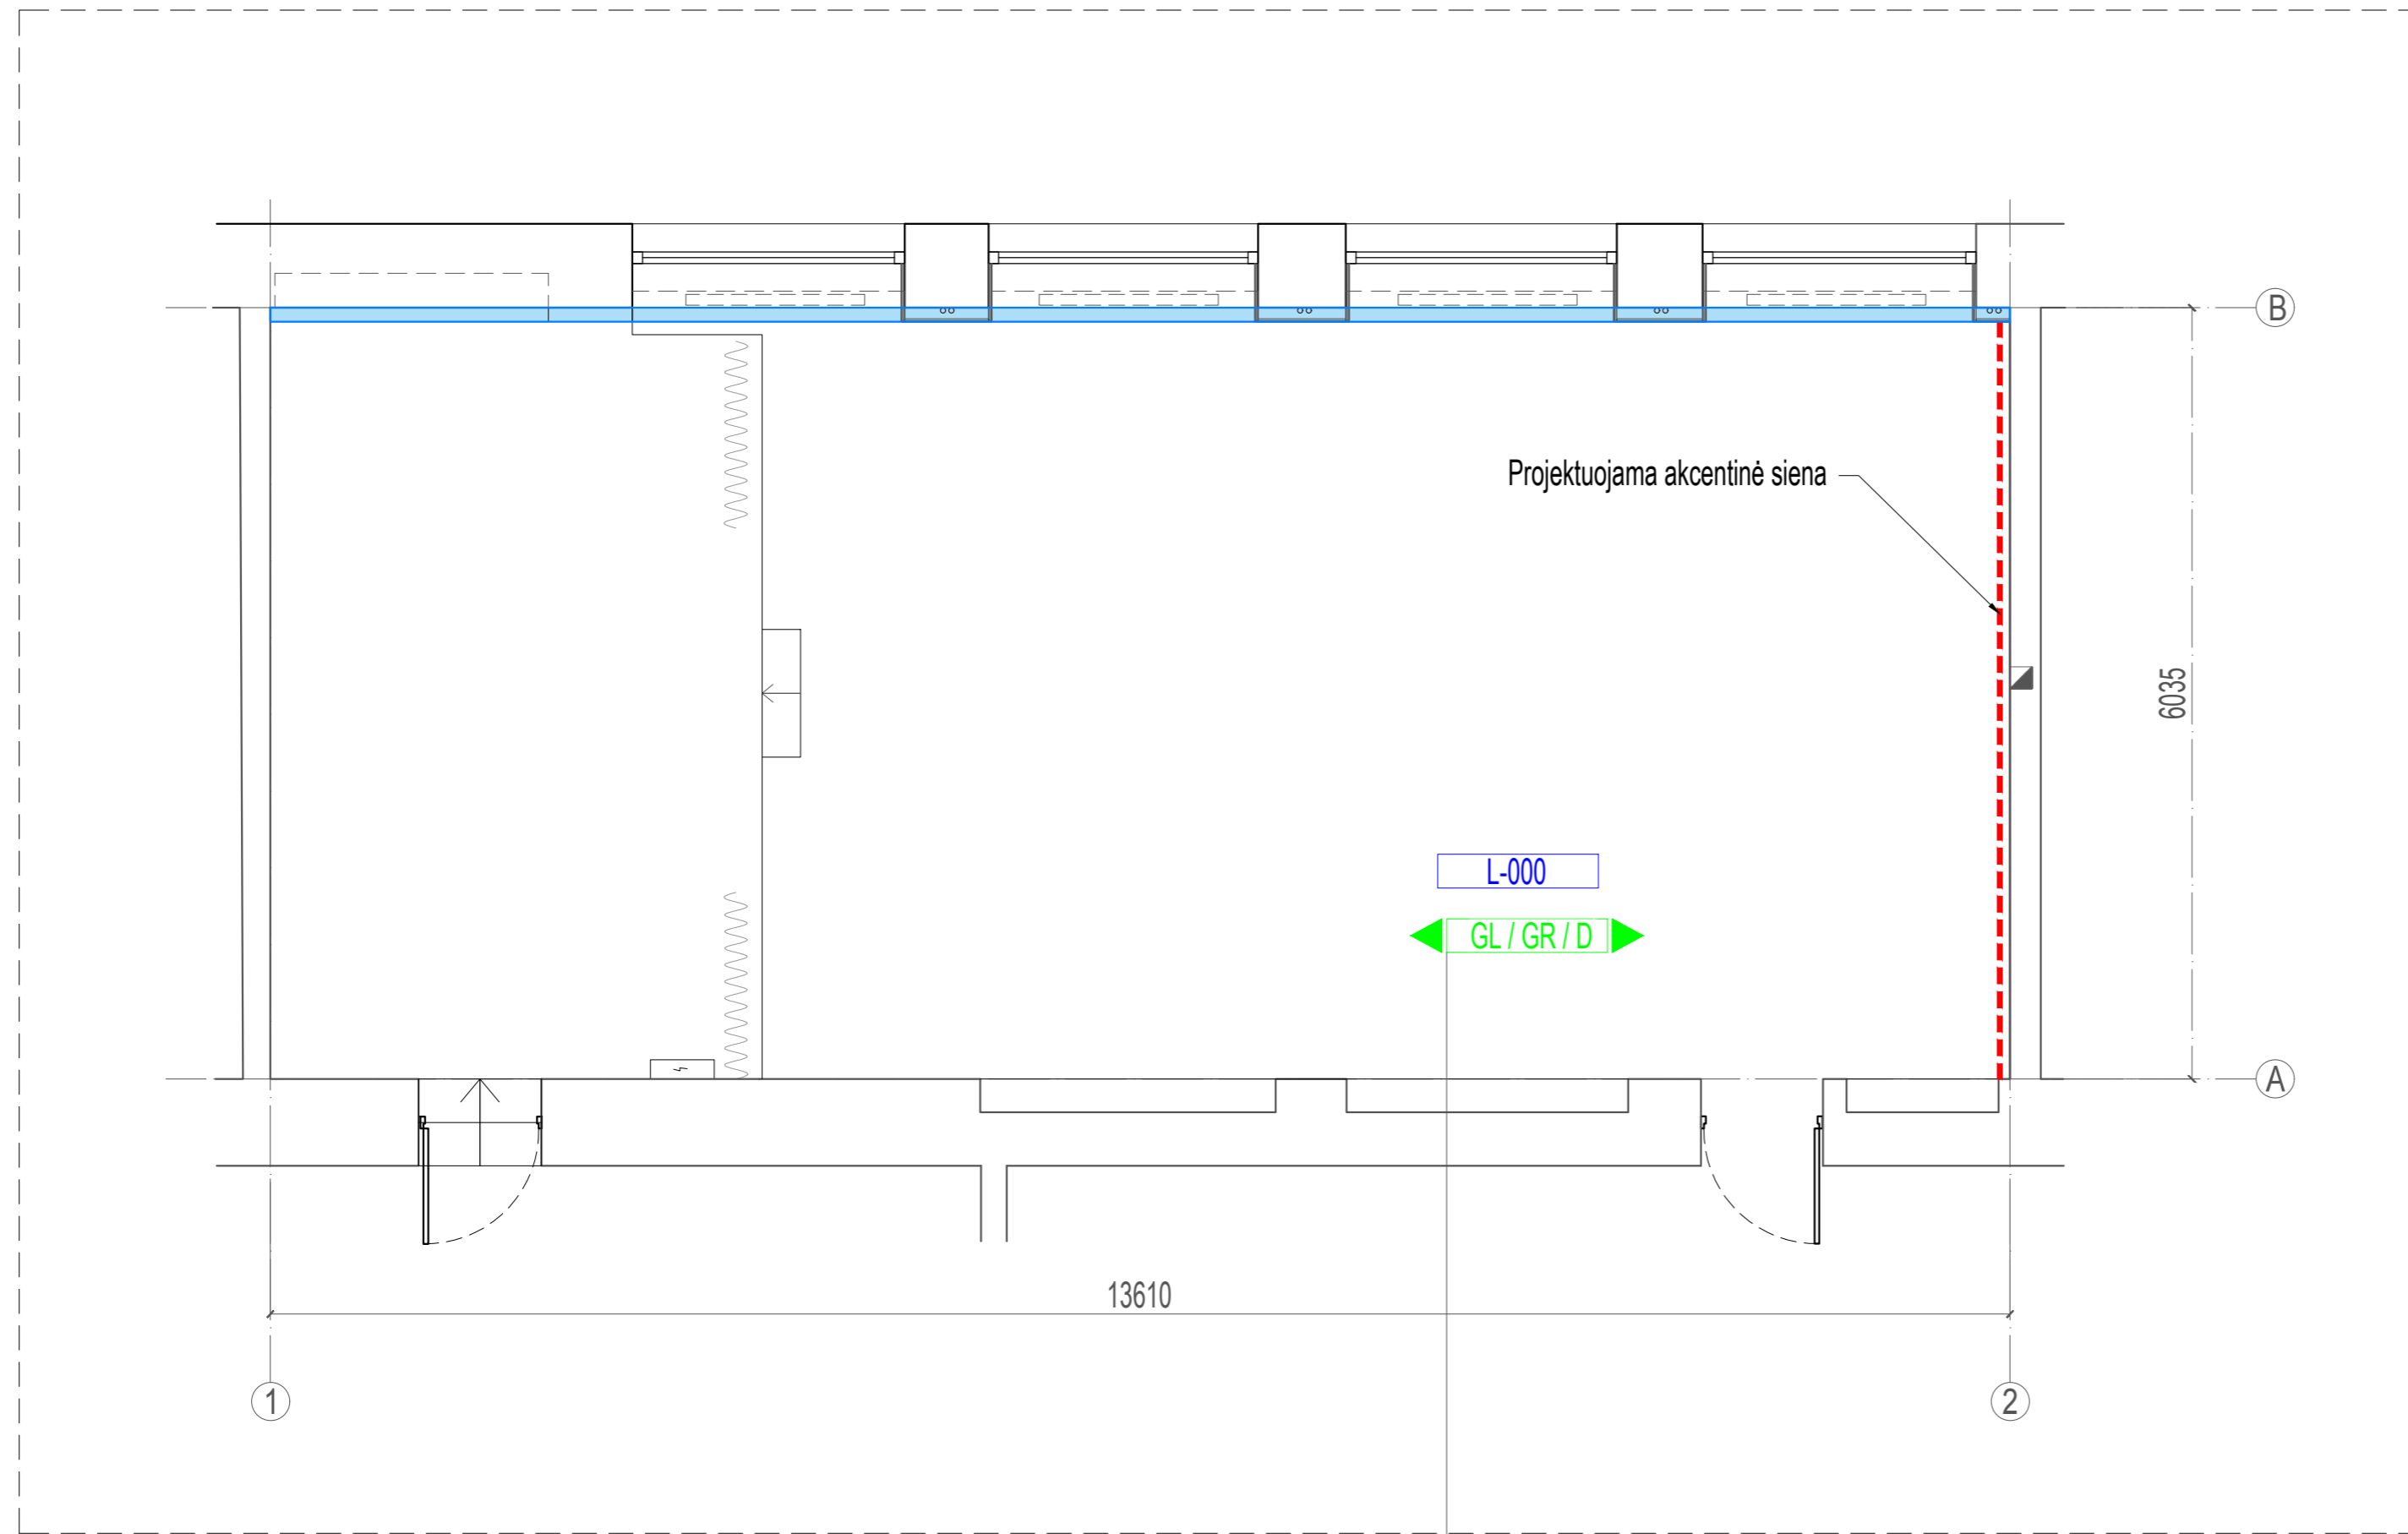 B
Projektuojama akcentinė siena
6035
L-000
GL / GR / D
A
13610
1
2